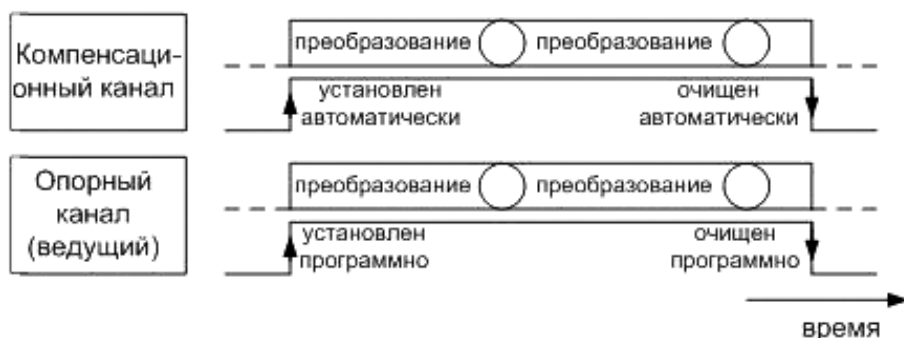 Компенсаци-
онный канал
преобразование преобразование
установлен
автоматически
очищен
автоматически
Опорный
канал
(ведущий)
преобразование преобразование
установлен
программно
очищен
программно
время